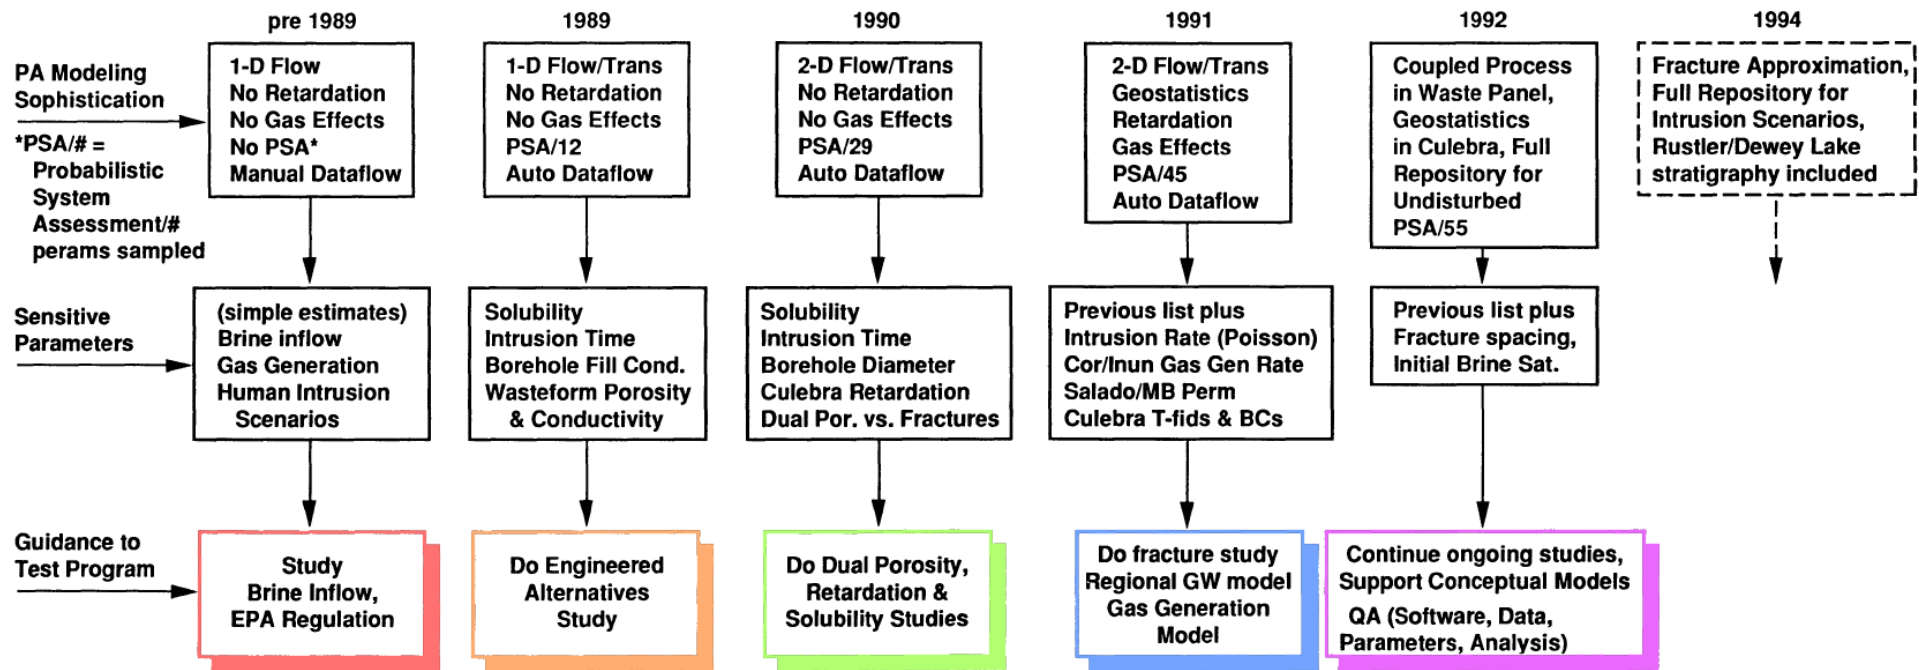 pre 1989
1989
1990
1991
1992
1994
PA Modeling
Sophistication
*PSA/# =
Probabilistic
System
Assessment/#
perams sampled
1-D Flow
No Retardation
No Gas Effects
No PSA*
Manual Dataflow
1-D Flow/Trans
No Retardation
No Gas Effects
PSA/12
Auto Dataflow
2-D Flow/Trans
No Retardation
No Gas Effects
PSA/29
Auto Dataflow
2-D Flow/Trans
Geostatistics
Retardation
Gas Effects
PSA/45
Auto Dataflow
Coupled Process
in Waste Panel,
Geostatistics
in Culebra, Full
Repository for
Undisturbed
PSA/55
Fracture Approximation,
Full Repository for
Intrusion Scenarios,
Rustler/Dewey Lake
stratigraphy included
Sensitive
Parameters
(simple estimates)
Brine inflow
Gas Generation
Human Intrusion
Scenarios
Solubility
Intrusion Time
Borehole Fill Cond.
Wasteform Porosity
& Conductivity
Solubility
Intrusion Time
Borehole Diameter
Culebra Retardation
Dual Por. vs. Fractures
Previous list plus
Intrusion Rate (Poisson)
Cor/Inun Gas Gen Rate
Salado/MB Perm
Culebra T-fids & BCs
Previous list plus
Fracture spacing,
Initial Brine Sat.
Guidance to
Test Program
Study
Brine Inflow,
EPA Regulation
Do Engineered
Alternatives
Study
Do Dual Porosity,
Retardation &
Solubility Studies
Do fracture study
Regional GW model
Gas Generation
Model
Continue ongoing studies,
Support Conceptual Models
QA (Software, Data,
Parameters, Analysis)